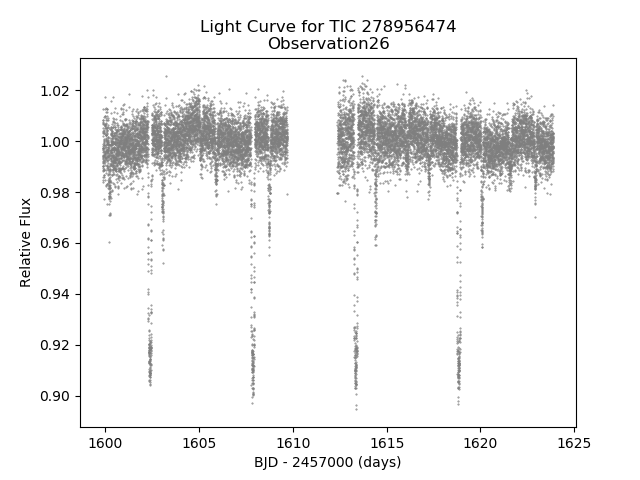 Light Curve for TIC 278956474
Observation26
1.02
1.00
0.98
0.96
0.94
0.92
0.90
Relative Flux
1600 1605 1610 1615 1620 1625
BJD - 2457000 (days)